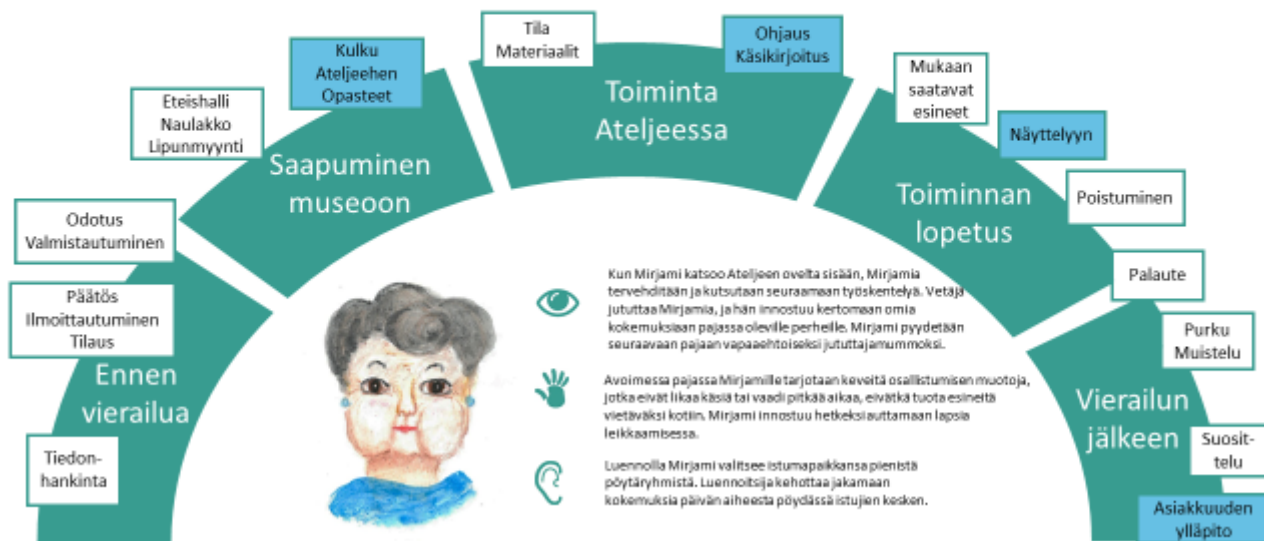 Tiedon-
hankinta
Ennen
vierailua
Päätös
Ilmoittautuminen
Tilaus
Odotus
Valmistautuminen
Saapuminen
museoon
Eteishalli
Naulakko
Lipunmyynti
Kulku
Ateljeehen
Opasteet
Toiminta
Ateljeessa
Tila
Materiaalit
Ohjaus
Käsikirjoitus
Toiminnan
lopetus
Mukaan
saatavat
esineet
Näyttelyyn
Poistuminen
Palaute
Vierailun
jälkeen
Purku
Muistelu
Suosit-
telu
Asiakkuuden
ylläpito
Kun Mirjami katsoo Ateljeen ovelta sisään, Mirjamia
tervehditään ja kutsutaan seuraamaan työskentelyä. Vetäjä
jututtaa Mirjamia, ja hän innostuu kertomaan omia
kokemuksiaan pajassa oleville perheille. Mirjami pyydetään
seuraavaan pajaan vapaaehtoiseksi jututtajamummoksi.
Avoimessa pajassa Mirjamille tarjotaan keveitä osallistumisen muotoja,
jotka eivät likaa käsiä tai vaadi pitkää aikaa, eivätkä tuota esineitä
vietäväksi kotiin. Mirjami innostuu hetkeksi auttamaan lapsia
leikkaamisessa.
Luennolla Mirjami valitsee istumapaikkansa pienistä
pöytäryhmistä. Luennoitsija kehottaa jakamaan
kokemuksia päivän aiheesta pöydässä istujien kesken.